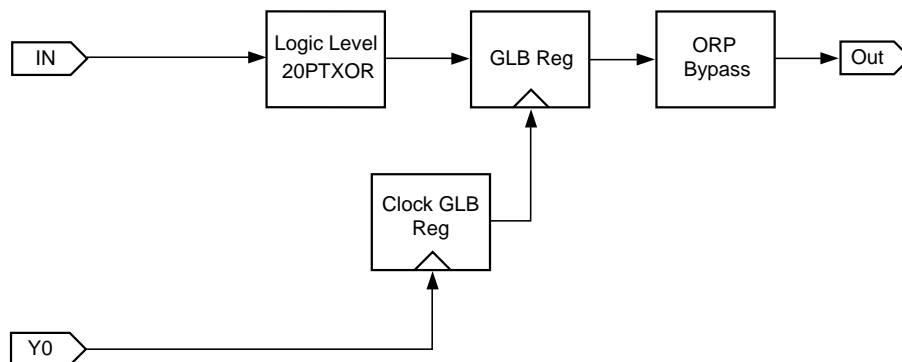 IN
Logic Level
20PTXOR
GLB Reg
ORP
Bypass
Out
Clock GLB
Reg
Y0